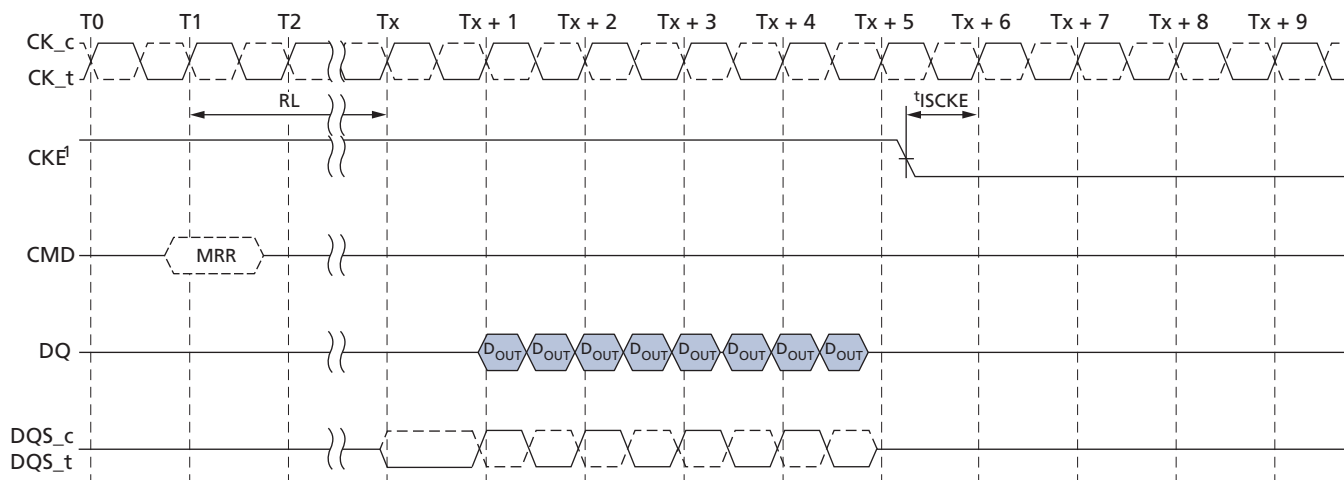 T0 T1 T2 Tx Tx + 1 Tx + 2 Tx + 3 Tx + 4 Tx + 5 Tx + 6 Tx + 7 Tx + 8 Tx + 9
CK_c
CK_t
RL tISCKE
CKE1
CMD MRR
DQ DOUT DOUT DOUT DOUT DOUT DOUT DOUT DOUT
DQS_c
DQS_t